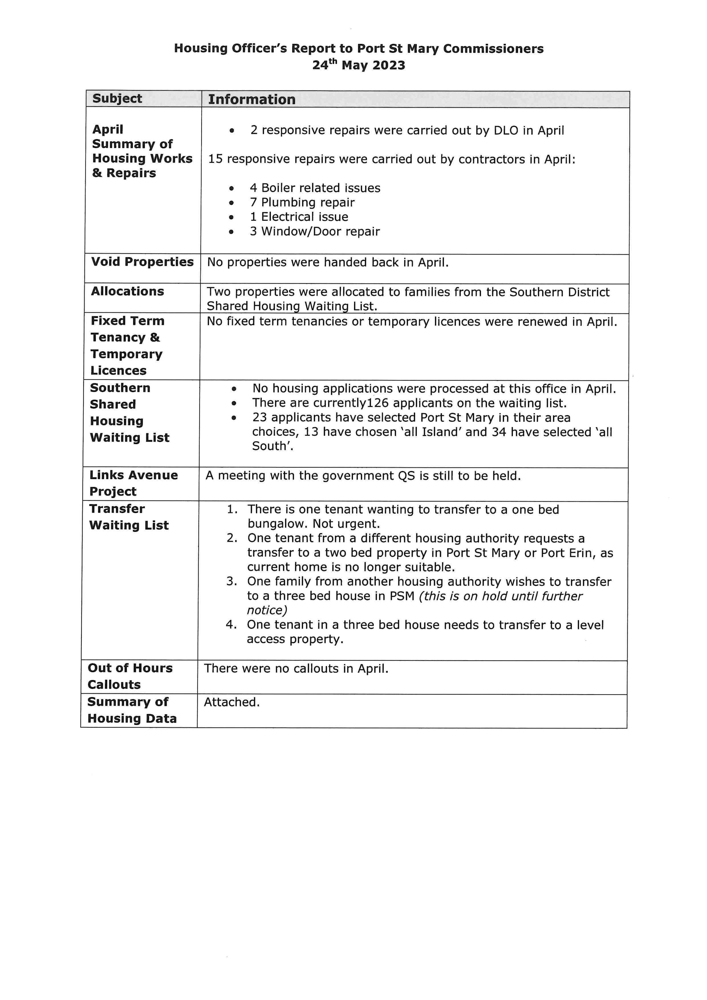 Housing Officer's Report to Port St Mary Commissioners
24th May 2023
Subject
Information
April
Summary of
Housing Works
& Repairs
• 2 responsive repairs were carried out by DLO in April
15 responsive repairs were carried out by contractors in April:
• 4 Boiler related issues
• 7 Plumbing repair
• 1 Electrical issue
• 3 Window/Door repair
Void Properties
No properties were handed back in April.
Allocations
Two properties were allocated to families from the Southern District
Shared Housing Waiting List.
Fixed Term
Tenancy &
Temporary
Licences
No fixed term tenancies or temporary licences were renewed in April.
Southern
Shared
Housing
Waiting List
• No housing applications were processed at this office in April.
• There are currently126 applicants on the waiting list.
• 23 applicants have selected Port St Mary in their area
choices, 13 have chosen 'all Island' and 34 have selected 'all
South'.
Links Avenue
Project
A meeting with the government QS is still to be held.
Transfer
Waiting List
1. There is one tenant wanting to transfer to a one bed
bungalow. Not urgent.
2. One tenant from a different housing authority requests a
transfer to a two bed property in Port St Mary or Port Erin, as
current home is no longer suitable.
3. One family from another housing authority wishes to transfer
to a three bed house in PSM (this is on hold until further
notice)
4. One tenant in a three bed house needs to transfer to a level
access property.
Out of Hours
Callouts
There were no callouts in April.
Summary of
Housing Data
Attached.